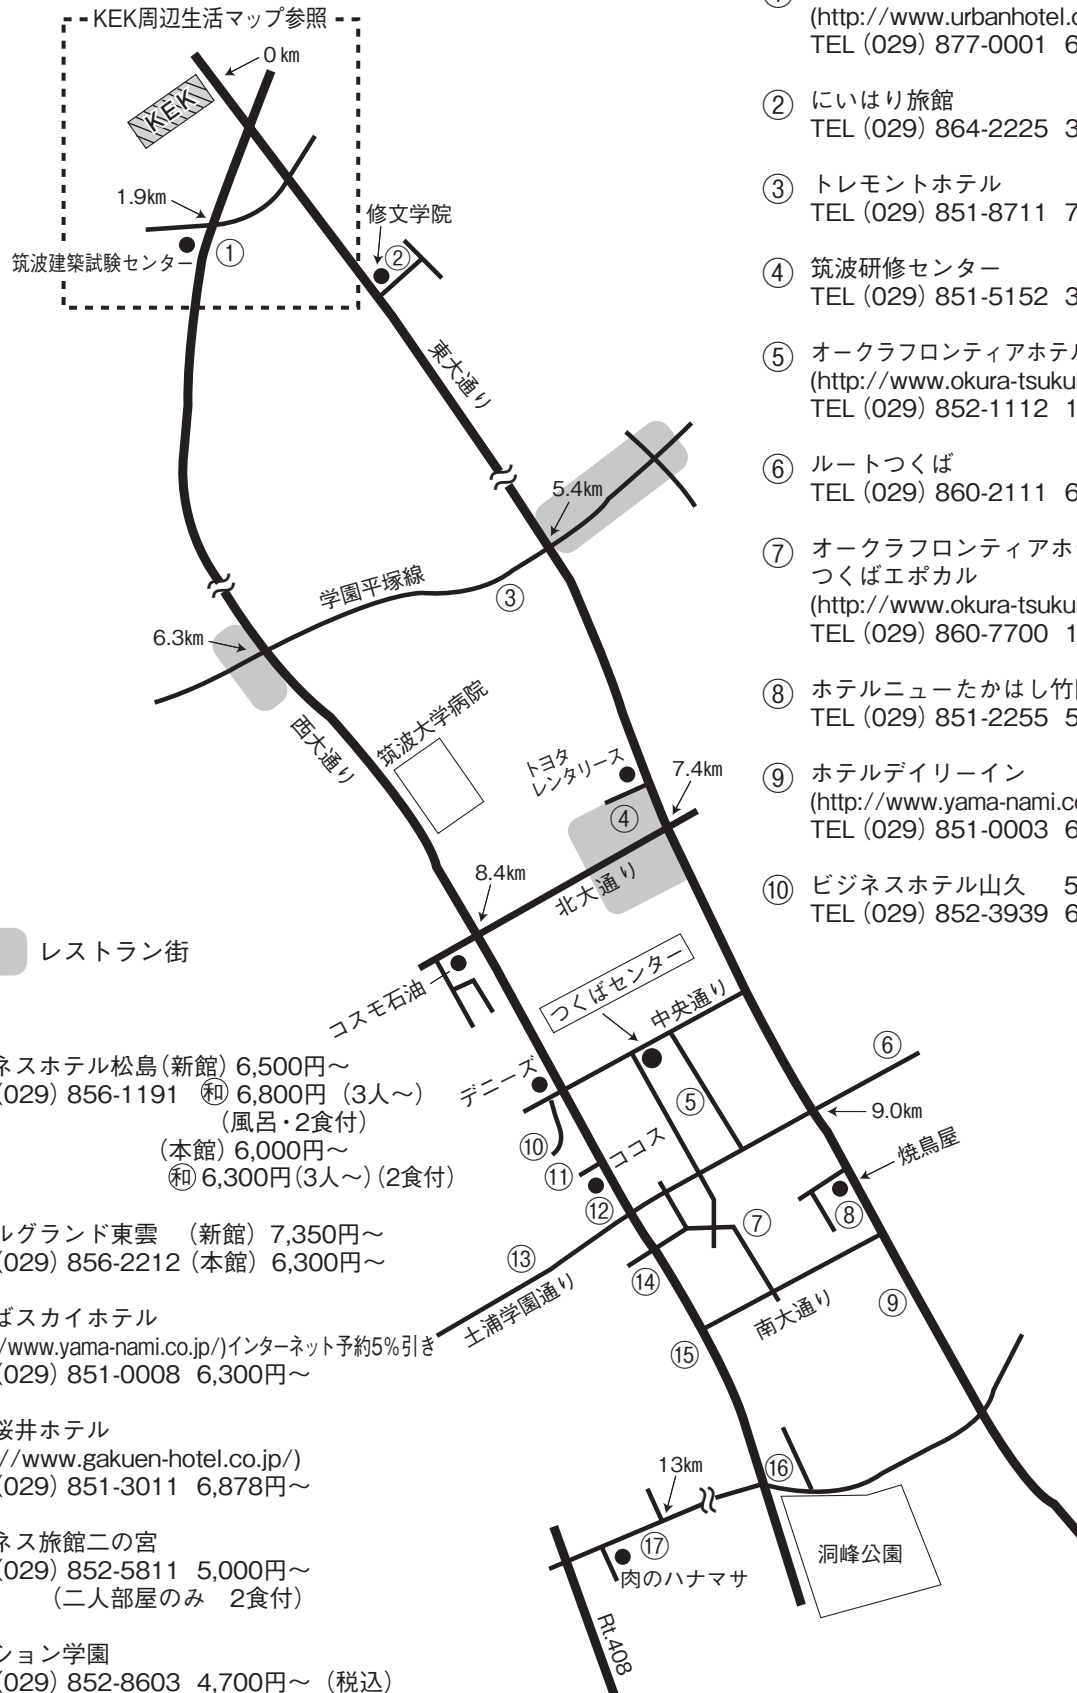 KEK周辺生活マップ参照
0km
KEK
1.9km
筑波建築試験センター
①
修文学院
②
東大通り
5.4km
学園平塚線
③
6.3km
西大通り
筑波大学病院
トヨタ
レンタリース
7.4km
④
8.4km
北大通り
レストラン街
コスモ石油
つくばセンター
中央通り
デニーズ
⑤
⑥
9.0km
⑩
ココス
⑪
⑫
焼鳥屋
⑧
⑦
⑬
⑭
土浦学園通り
南大通り
⑨
⑮
13km
⑯
⑰
肉のハナマサ
洞峰公園
Rt.408
(http://www.urbanhotel.c
TEL (029) 877-0001 6
② にいはり旅館
TEL (029) 864-2225 3
③ トレモントホテル
TEL (029) 851-8711 7
④ 筑波研修センター
TEL (029) 851-5152 3
⑤ オークラフロンティアホテル
(http://www.okura-tsuku
TEL (029) 852-1112 1
⑥ ルートつくば
TEL (029) 860-2111 6
⑦ オークラフロンティアホ
つくばエポカル
(http://www.okura-tsuku
TEL (029) 860-7700 1
⑧ ホテルニューたかはし竹
TEL (029) 851-2255 5
⑨ ホテルデイリーイン
(http://www.yama-nami.c
TEL (029) 851-0003 6
⑩ ビジネスホテル山久 5
TEL (029) 852-3939 6
ネスホテル松島(新館) 6,500円～
(029) 856-1191 ㊒ 6,800円 (3人～)
(風呂・2食付)
(本館) 6,000円～
6,300円(3人～)(2食付)
ルグランド東雲 (新館) 7,350円～
(029) 856-2212 (本館) 6,300円～
ばスカイホテル
//www.yama-nami.co.jp/)インターネット予約5%引き
(029) 851-0008 6,300円～
桜井ホテル
://www.gakuen-hotel.co.jp/)
(029) 851-3011 6,878円～
ネス旅館二の宮
(029) 852-5811 5,000円～
(二人部屋のみ 2食付)
ション学園
(029) 852-8603 4,700円～ (税込)